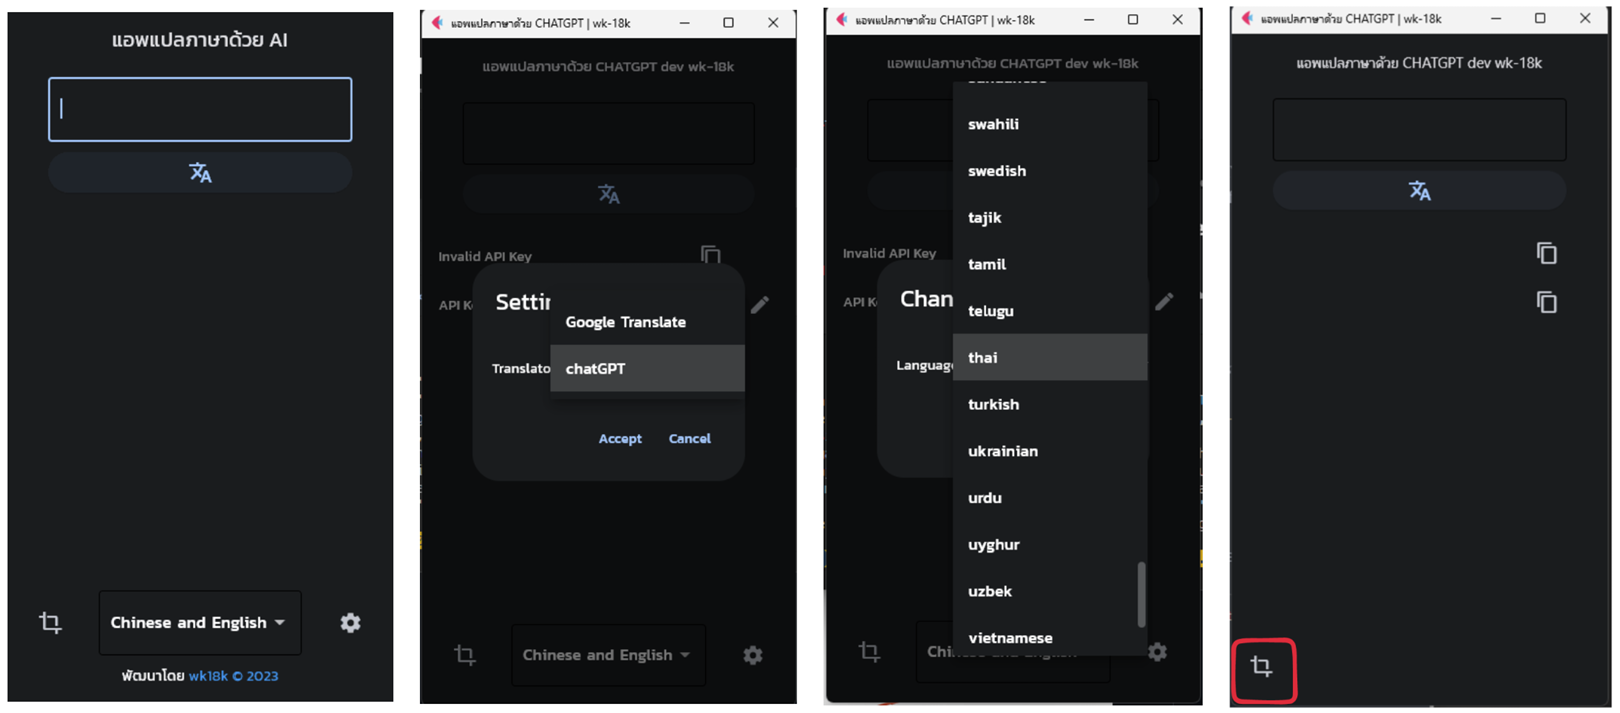 แอพแปลภาษาด้วย AI
Chinese and English
พัฒนาโดย wk18k © 2023
แอพแปลภาษาด้วย CHATGPT | wk-18k
แอพแปลภาษาด้วย CHATGPT dev wk-18k
Invalid API Key
API K
Settin
Google Translate
Translato
chatGPT
Accept
Cancel
Chinese and English
แอพแปลภาษาด้วย CHATGPT | wk-18k
แอพแปลภาษาด้วย CHATGPT dev wk-18k
swahili
swedish
tajik
Invalid API Key
tamil
API K
Chan
telugu
thai
Language
turkish
ukrainian
urdu
uyghur
uzbek
vietnamese
แอพแปลภาษาด้วย CHATGPT | wk-18k
แอพแปลภาษาด้วย CHATGPT dev wk-18k